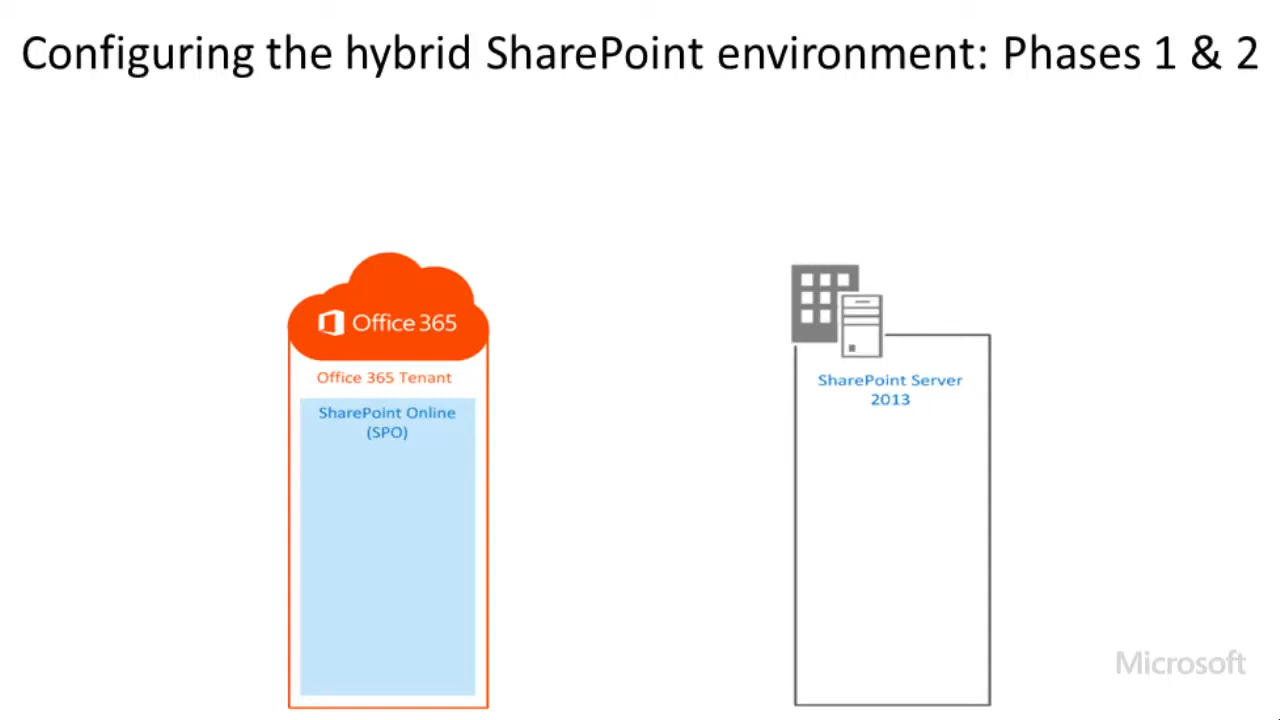 Configuring the hybrid SharePoint environment: Phases 1 & 2
Office 365
Office 365 Tenant
SharePoint Online
(SPO)
SharePoint Server
2013
Microsoft